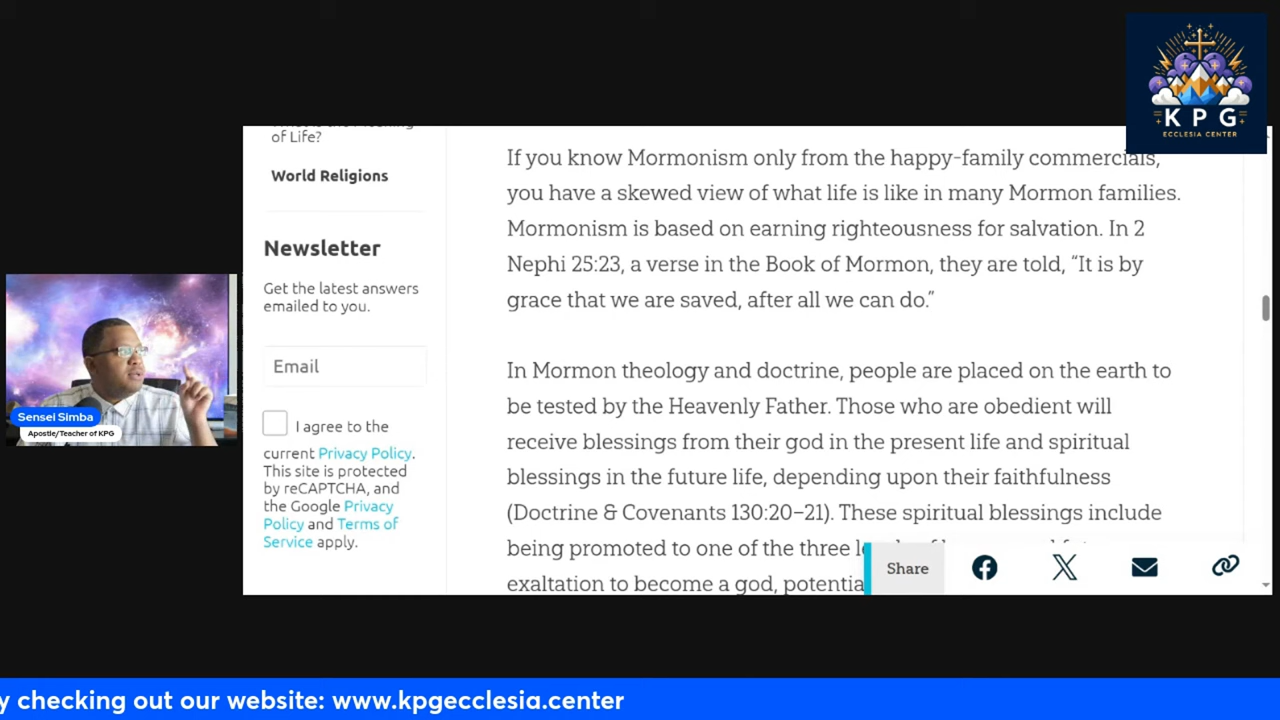 K P G
ECCLESIA CENTER
of Life?
World Religions
Newsletter
Get the latest answers
emailed to you.
Email
I agree to the
current Privacy Policy.
This site is protected
by reCAPTCHA, and
the Google Privacy
Policy and Terms of
Service apply.
If you know Mormonism only from the happy-family commercials,
you have a skewed view of what life is like in many Mormon families.
Mormonism is based on earning righteousness for salvation. In 2
Nephi 25:23, a verse in the Book of Mormon, they are told, “It is by
grace that we are saved, after all we can do.”
In Mormon theology and doctrine, people are placed on the earth to
be tested by the Heavenly Father. Those who are obedient will
receive blessings from their god in the present life and spiritual
blessings in the future life, depending upon their faithfulness
(Doctrine & Covenants 130:20–21). These spiritual blessings include
being promoted to one of the three
exaltation to become a god,
Share
Sensei Simba
Apostle/Teacher of KPG
y checking out our website: www.kpgecclesia.center